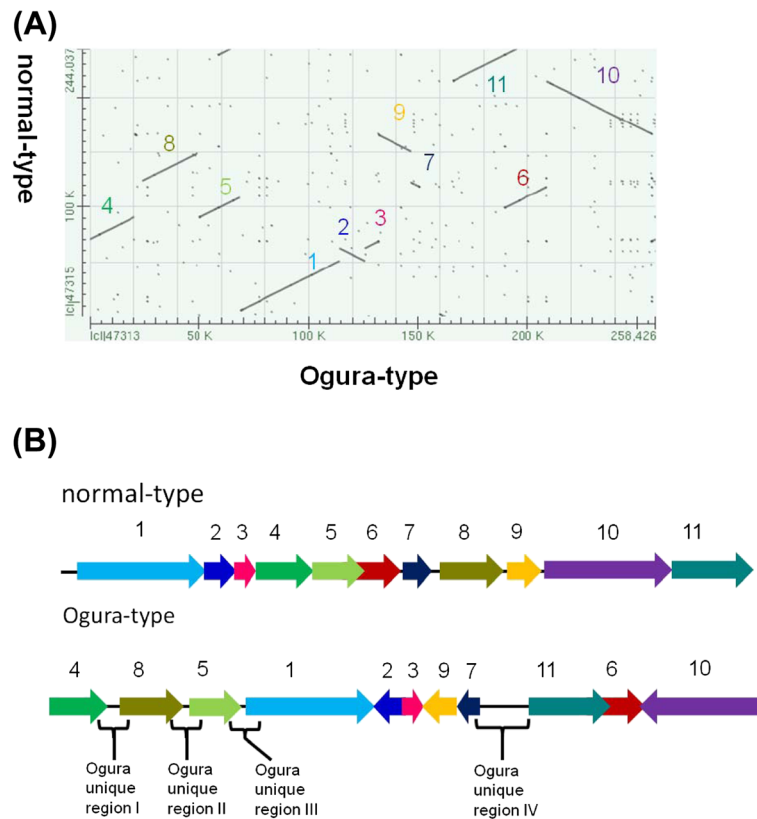 (A)
normal-type
244,037
100 K
lcl|47315
4
8
5
1
2
3
9
7
11
6
10
lcl|47313
50 K
100 K
150 K
200 K
258,426
Ogura-type
(B)
normal-type
1 2 3 4 5 6 7 8 9 10 11
Ogura-type
4 8 5 1 2 3 9 7 11 6 10
Ogura unique region I
Ogura unique region II
Ogura unique region III
Ogura unique region IV